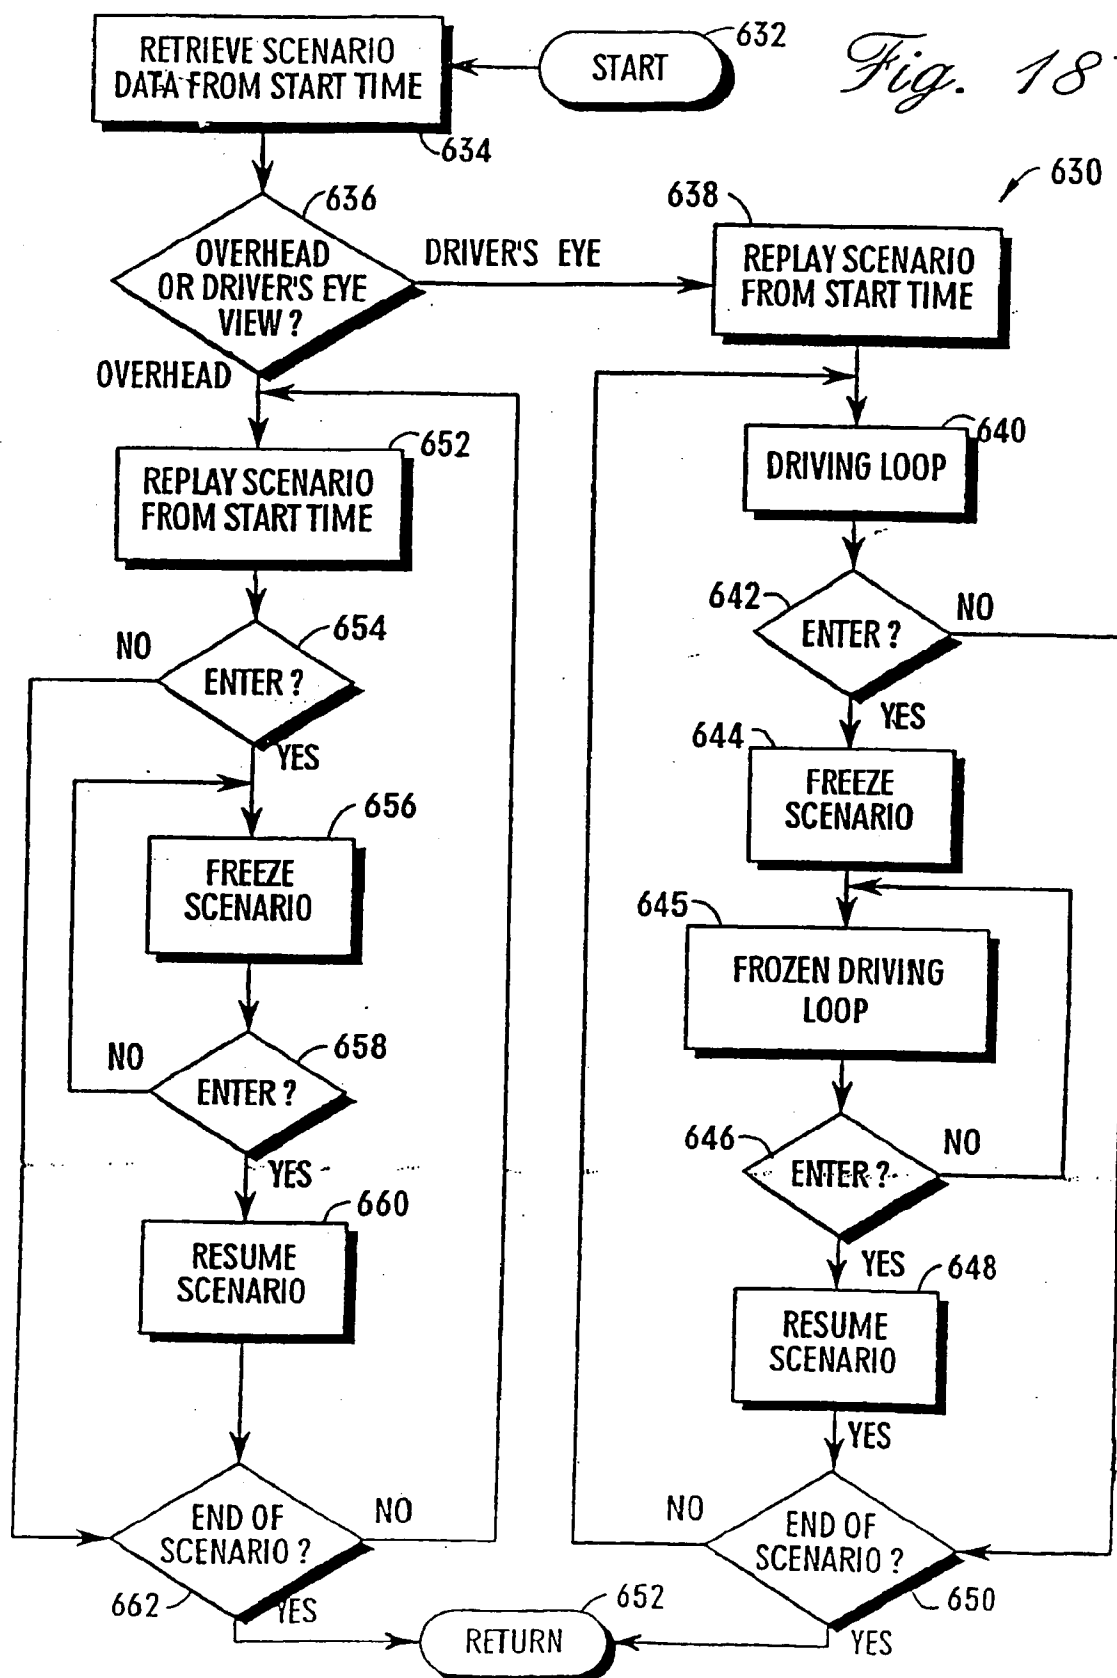 RETRIEVE SCENARIO
DATA FROM START TIME
634
START
632
Fig. 18
630
636
OVERHEAD
OR DRIVER'S EYE
VIEW ?
DRIVER'S EYE
OVERHEAD
638
REPLAY SCENARIO
FROM START TIME
652
REPLAY SCENARIO
FROM START TIME
640
DRIVING LOOP
NO
654
ENTER ?
YES
642
ENTER ?
NO
YES
656
FREEZE
SCENARIO
644
FREEZE
SCENARIO
645
FROZEN DRIVING
LOOP
NO
658
ENTER ?
YES
646
ENTER ?
NO
YES
660
RESUME
SCENARIO
648
RESUME
SCENARIO
YES
END OF
SCENARIO ?
NO
662
YES
NO
END OF
SCENARIO ?
650
YES
652
RETURN